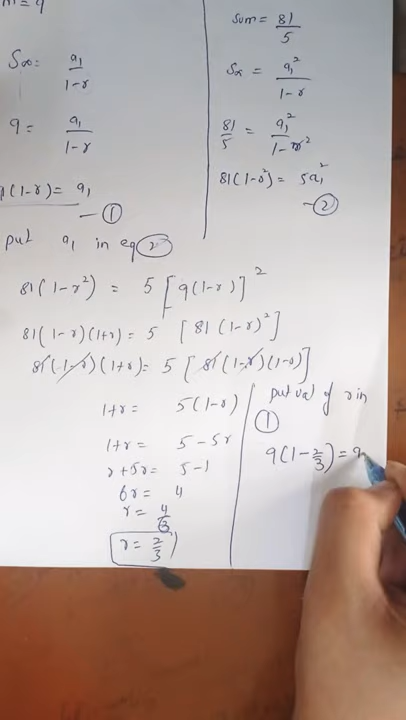 Sum = 81/5
S∞ = a₁/1-r
S∞ = a₁²/1-r
9 = a₁/1-r
81/5 = a₁²/1-r²
9(1-r) = a₁ —①
81(1-r²) = 5a₁² —②
put a₁ in eq ②
81(1-r²) = 5[9(1-r)]²
81(1-r)(1+r) = 5 [81(1-r)²]
81(1-r)(1+r) = 5 [81(1-r)(1-r)]
1+r = 5(1-r)
1+r = 5-5r
r+5r = 5-1
6r = 4
r = 4/6
r = 2/3
put val of r in
①
9(1-2/3) = a